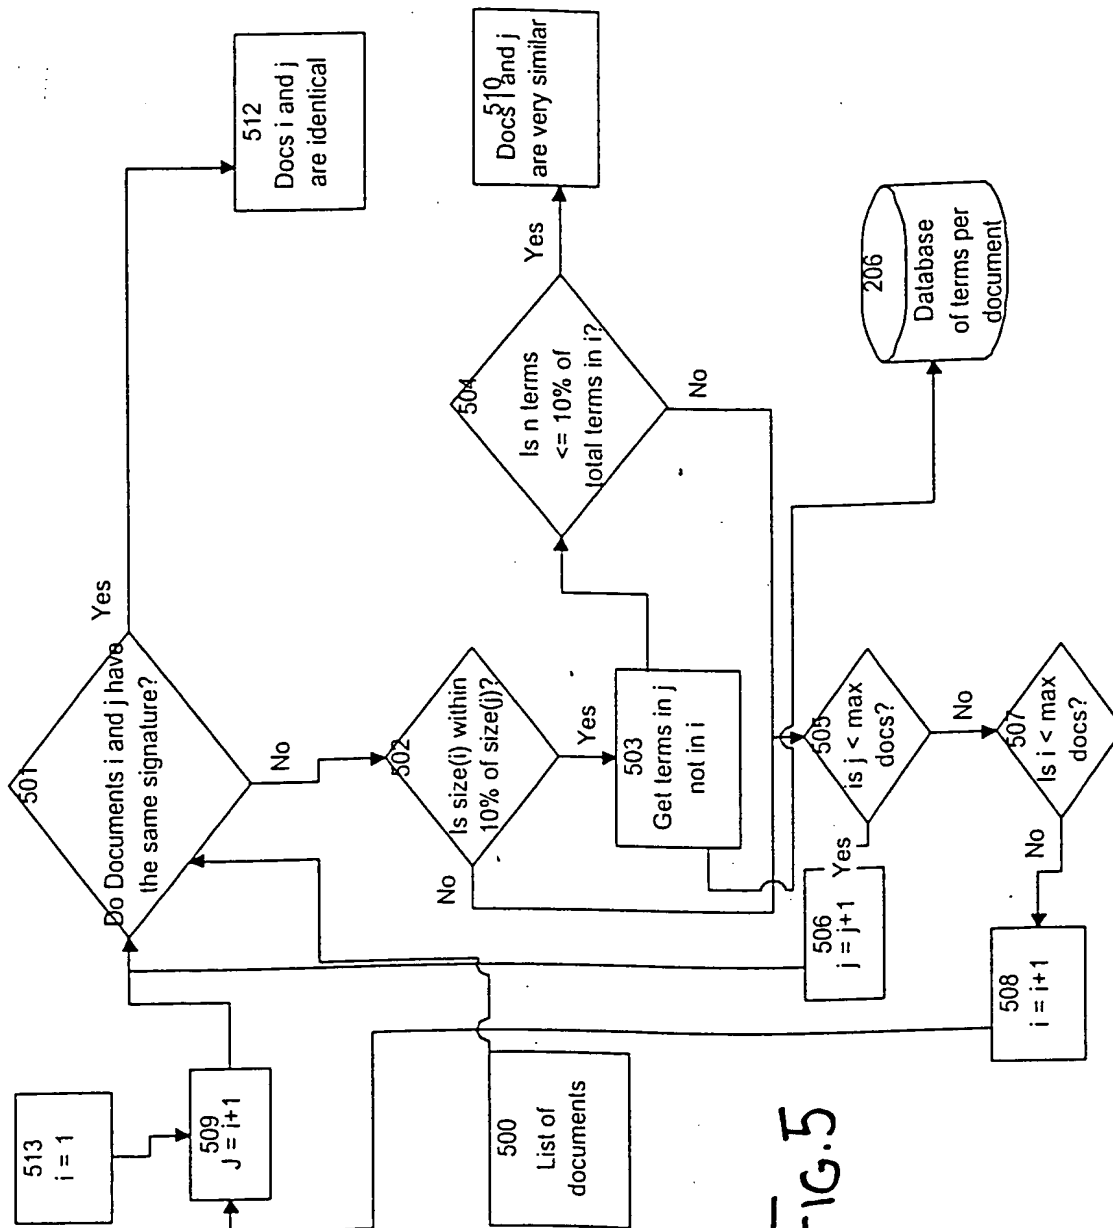 513
i = 1
509
J = i+1
500
List of
documents
501
Do Documents i and j have
the same signature?
Yes
No
512
Docs i and j
are identical
502
Is size(i) within
10% of size(j)?
Yes
No
503
Get terms in j
not in i
504
Is n terms
<= 10% of
total terms in i?
Yes
No
510
Docs i and j
are very similar
206
Database
of terms per
document
505
is j < max
docs?
Yes
No
506
j = j+1
507
Is i < max
docs?
No
508
i = i+1
FIG.5